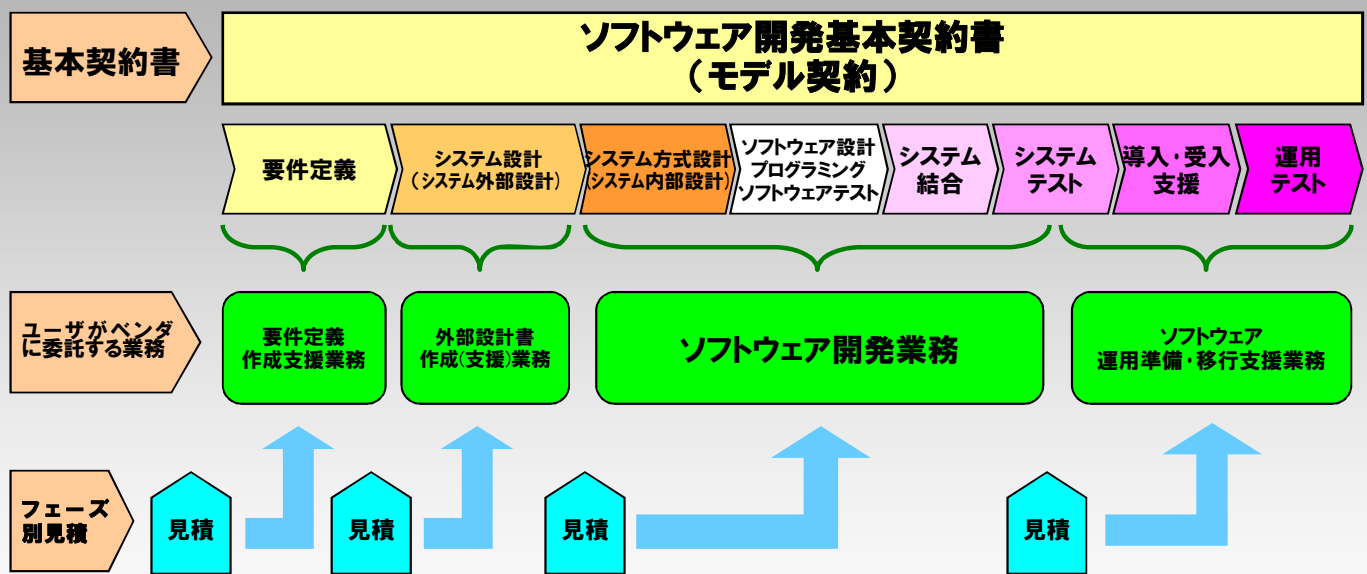 基本契約書
ソフトウェア開発基本契約書
（モデル契約）
要件定義
システム設計
（システム外部設計）
システム方式設計
（システム内部設計）
ソフトウェア設計
プログラミング
ソフトウェアテスト
システム
結合
システム
テスト
導入・受入
支援
運用
テスト
ユーザがベンダ
に委託する業務
要件定義
作成支援業務
外部設計書
作成(支援)業務
ソフトウェア開発業務
ソフトウェア
運用準備・移行支援業務
フェーズ
別見積
見積
見積
見積
見積